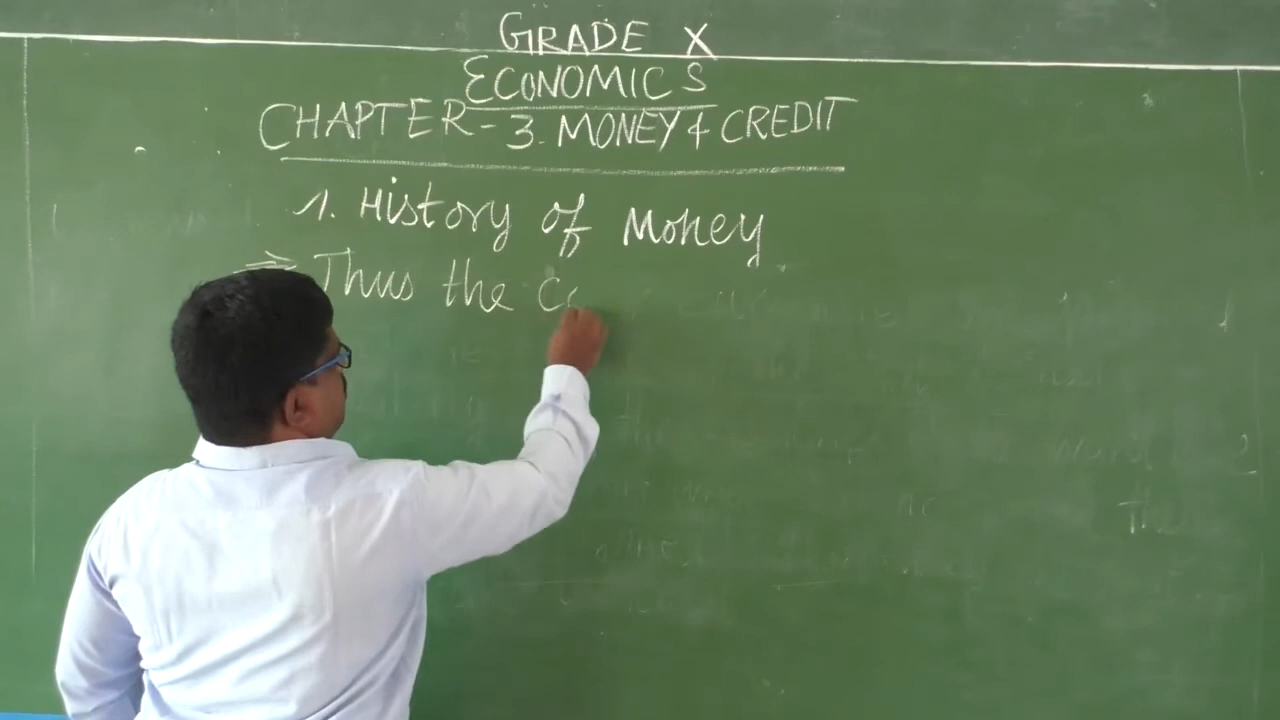 GRADE X
ECONOMICS
CHAPTER-3. MONEY & CREDIT
1. History of Money
⇒ Thus the